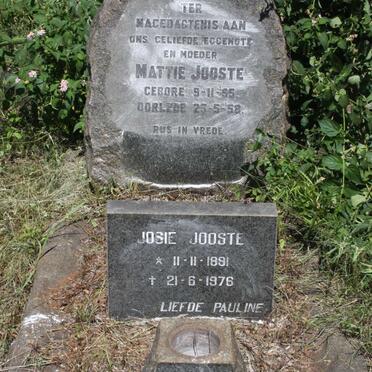 TER
NAGEDAGTENIS AAN
ONS GELIEFDE EGGENOTE
EN MOEDER
MATTIE JOOSTE
GEBORE 9-11-95
OORLEDE 25-5-58
RUS IN VREDE
JOSIE JOOSTE
* 11-11-1891
† 21-6-1976
LIEFDE PAULINE